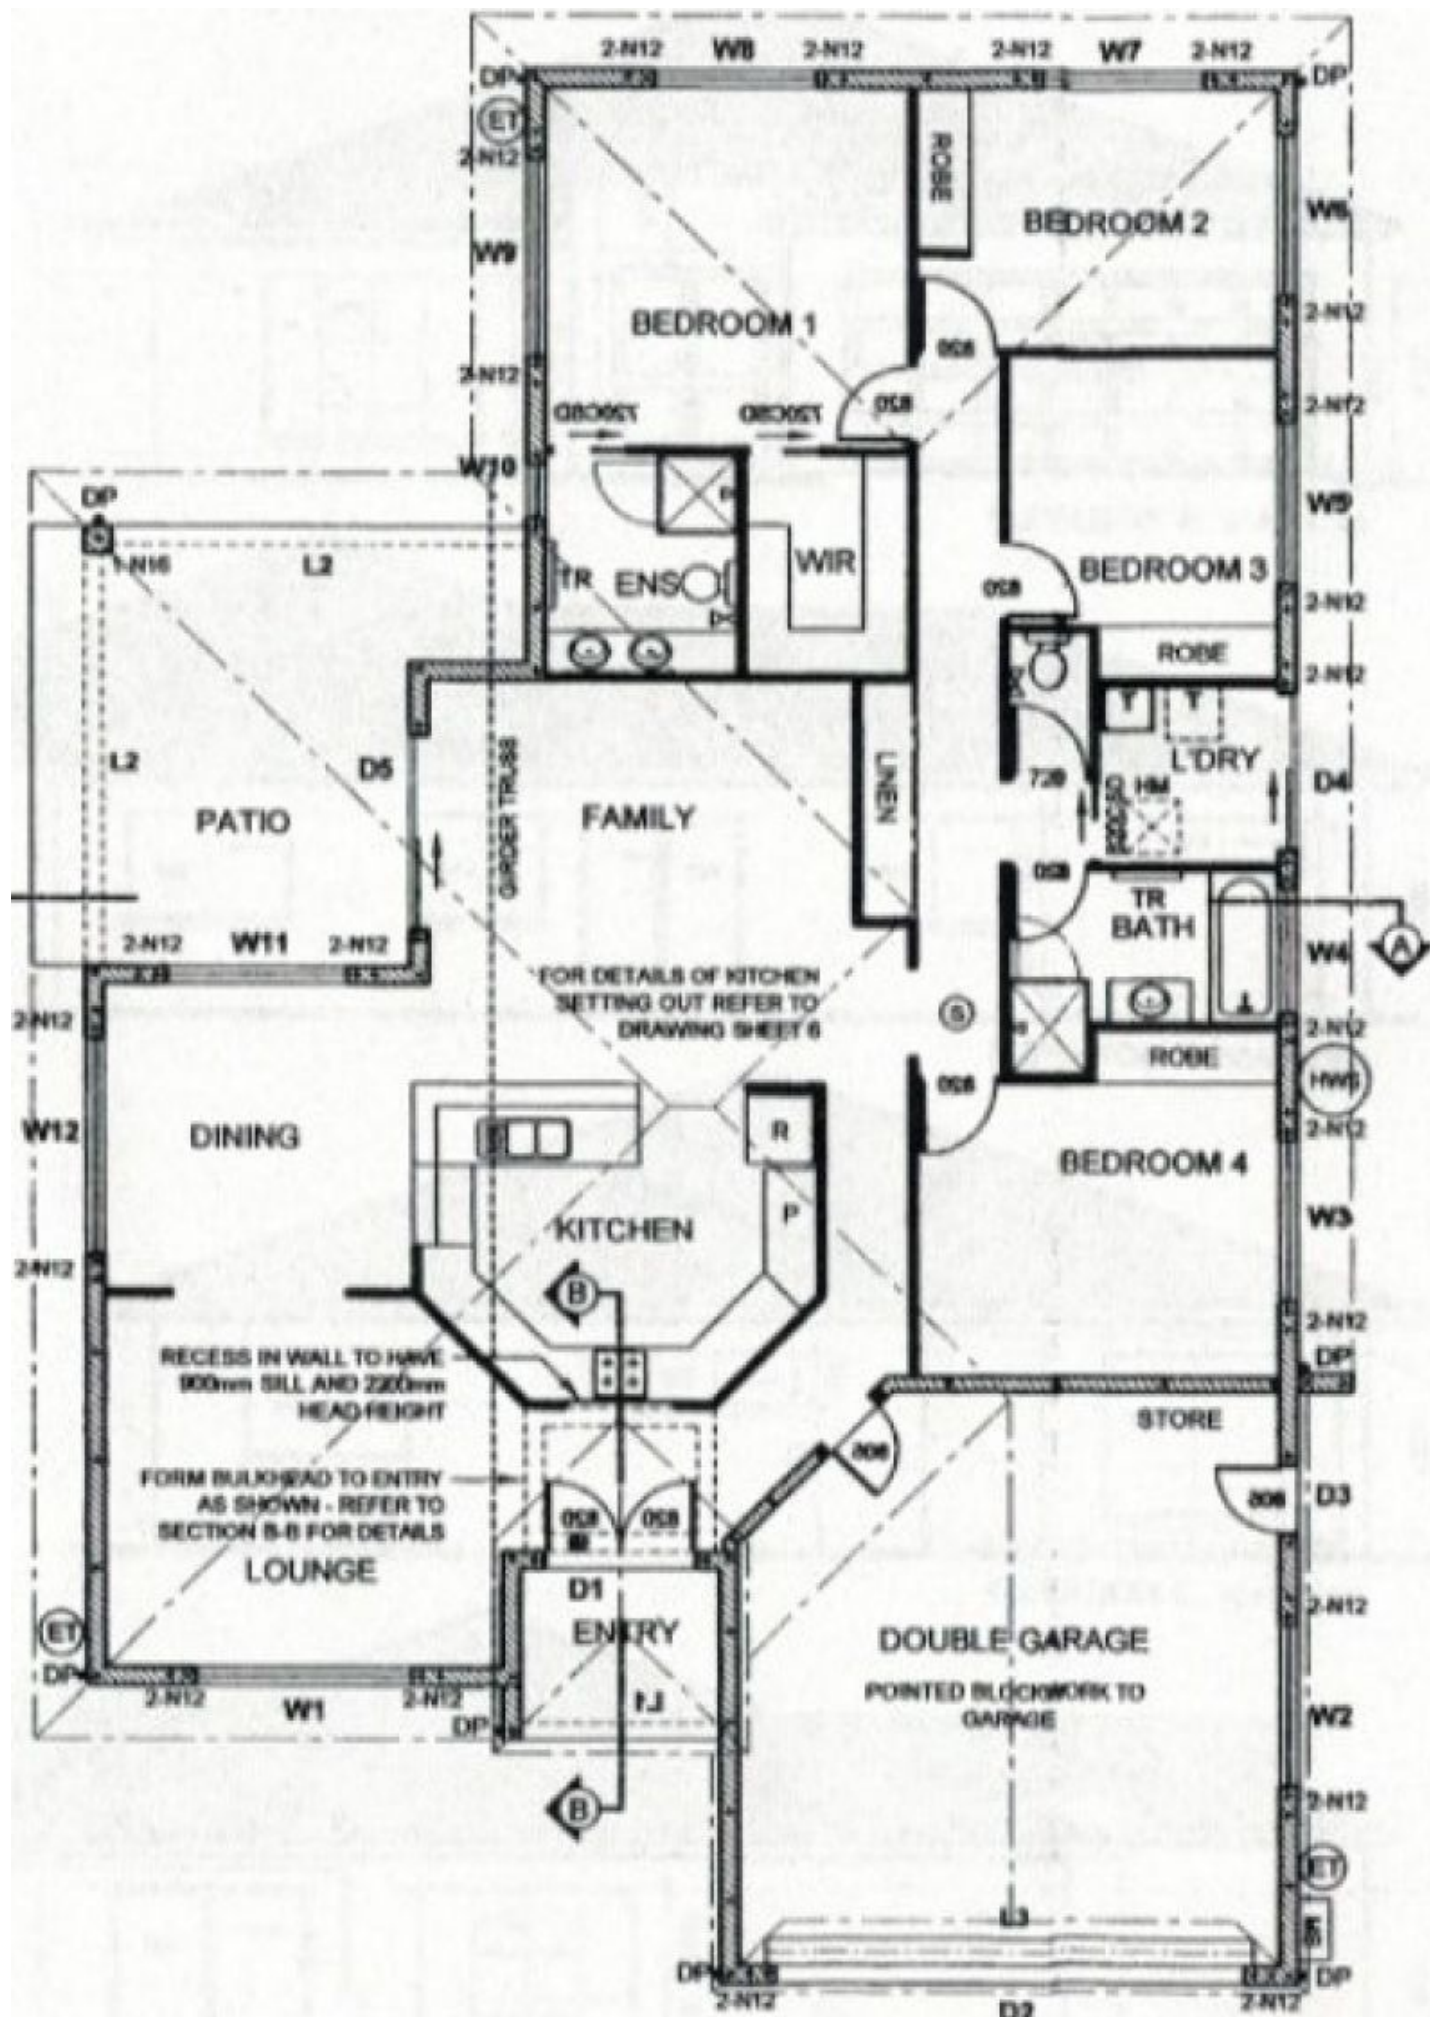 2-N12 W8 2-N12 2-N12 W7 2-N12
DP DP
ET
2-N12
ROBE
W6
BEDROOM 2
W9
BEDROOM 1
2-N12
820
2-N12
820
2-N12
720CSD 720CSD
W10
W5
DP
1-N16 L2
TR ENS WIR
BEDROOM 3
820
2-N12
ROBE
2-N12
L2 D5
GIRDER TRUSS
LINEN
T T
L'DRY
720 HM
D4
PATIO
FAMILY
820
TR
BATH
A
2-N12 W11 2-N12
W4
FOR DETAILS OF KITCHEN
SETTING OUT REFER TO
DRAWING SHEET 6
2-N12
S
2-N12
ROBE
HWS
820
R
2-N12
W12
DINING
BEDROOM 4
P
KITCHEN
W3
2-N12
B
2-N12
RECESS IN WALL TO HAVE
900mm SILL AND 2200mm
HEAD HEIGHT
DP
STORE
FORM BULKHEAD TO ENTRY
AS SHOWN - REFER TO
SECTION B-B FOR DETAILS
820 820
D3
LOUNGE
D1
2-N12
ET
ENTRY
DOUBLE GARAGE
DP
2-N12 W1 2-N12
L1
POINTED BLOCKWORK TO
GARAGE
DP
W2
B
2-N12
ET
L3
DP DP
2-N12 D2 2-N12